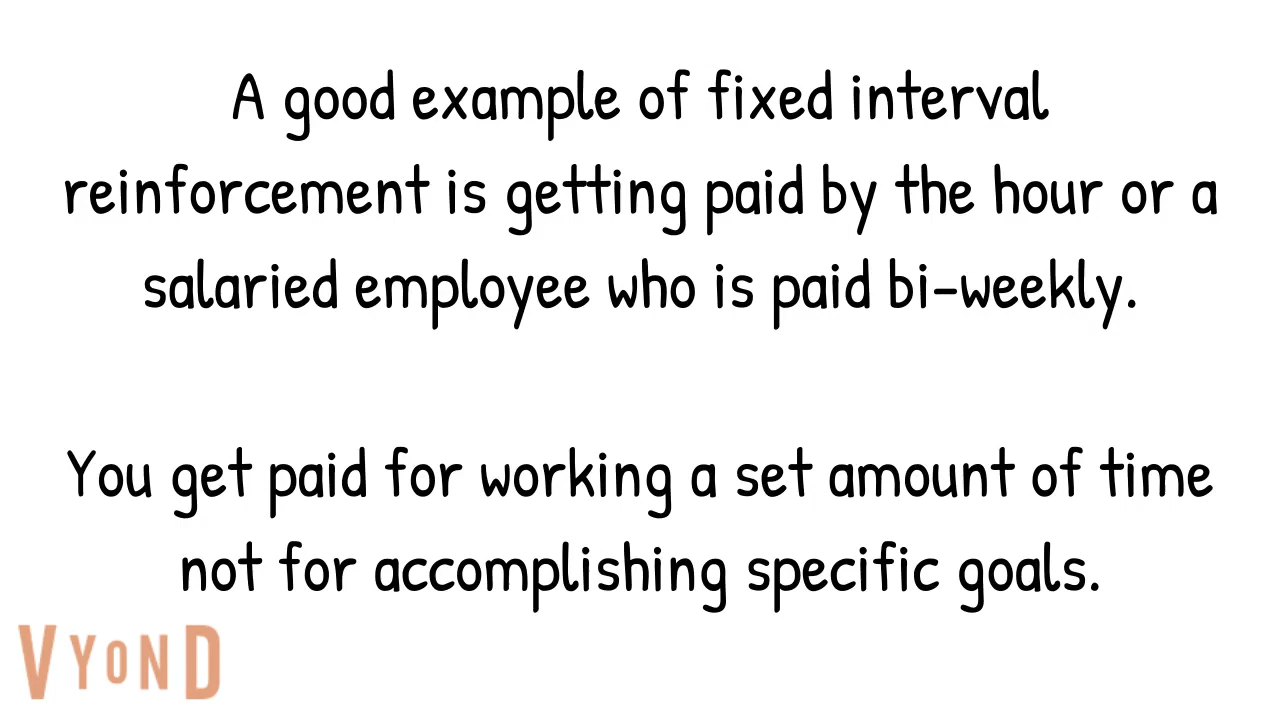 A good example of fixed interval
reinforcement is getting paid by the hour or a
salaried employee who is paid bi-weekly.
You get paid for working a set amount of time
not for accomplishing specific goals.
VYOND